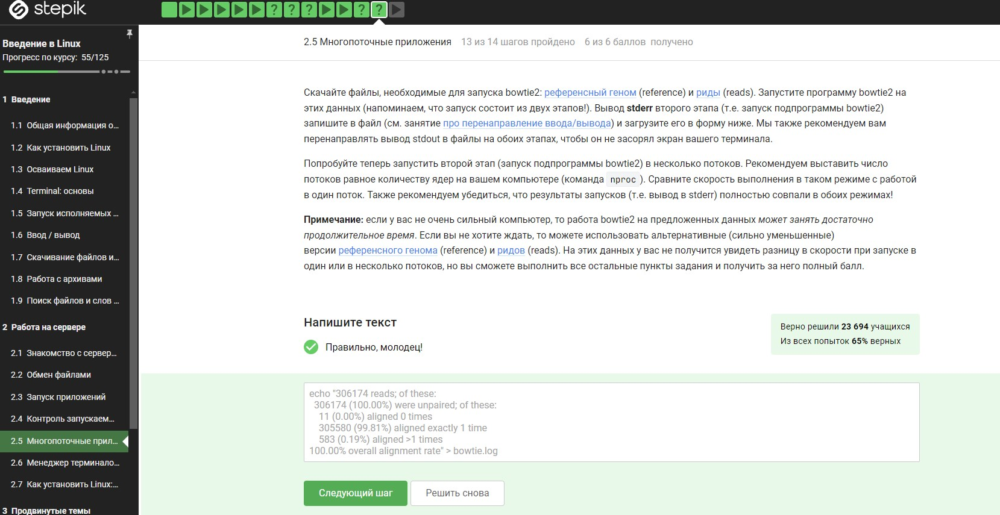 stepik
? ? ? ? ?
Введение в Linux
Прогресс по курсу: 55/125
1 Введение
1.1 Общая информация о...
1.2 Как установить Linux
1.3 Осваиваем Linux
1.4 Terminal: основы
1.5 Запуск исполняемых ...
1.6 Ввод / вывод
1.7 Скачивание файлов и...
1.8 Работа с архивами
1.9 Поиск файлов и слов ...
2 Работа на сервере
2.1 Знакомство с сервер...
2.2 Обмен файлами
2.3 Запуск приложений
2.4 Контроль запускаем...
2.5 Многопоточные прил...
2.6 Менеджер терминало...
2.7 Как установить Linux:...
3 Продвинутые темы
2.5 Многопоточные приложения 13 из 14 шагов пройдено 6 из 6 баллов получено
Скачайте файлы, необходимые для запуска bowtie2: референсный геном (reference) и риды (reads). Запустите программу bowtie2 на
этих данных (напоминаем, что запуск состоит из двух этапов!). Вывод stderr второго этапа (т.е. запуск подпрограммы bowtie2)
запишите в файл (см. занятие про перенаправление ввода/вывода) и загрузите его в форму ниже. Мы также рекомендуем вам
перенаправлять вывод stdout в файлы на обоих этапах, чтобы он не засорял экран вашего терминала.
Попробуйте теперь запустить второй этап (запуск подпрограммы bowtie2) в несколько потоков. Рекомендуем выставить число
потоков равное количеству ядер на вашем компьютере (команда nproc ). Сравните скорость выполнения в таком режиме с работой
в один поток. Также рекомендуем убедиться, что результаты запусков (т.е. вывод в stderr) полностью совпали в обоих режимах!
Примечание: если у вас не очень сильный компьютер, то работа bowtie2 на предложенных данных может занять достаточно
продолжительное время. Если вы не хотите ждать, то можете использовать альтернативные (сильно уменьшенные)
версии референсного генома (reference) и ридов (reads). На этих данных у вас не получится увидеть разницу в скорости при запуске в
один или в несколько потоков, но вы сможете выполнить все остальные пункты задания и получить за него полный балл.
Напишите текст
Правильно, молодец!
Верно решили 23 694 учащихся
Из всех попыток 65% верных
echo "306174 reads; of these:
306174 (100.00%) were unpaired; of these:
11 (0.00%) aligned 0 times
305580 (99.81%) aligned exactly 1 time
583 (0.19%) aligned >1 times
100.00% overall alignment rate" > bowtie.log
Следующий шаг
Решить снова